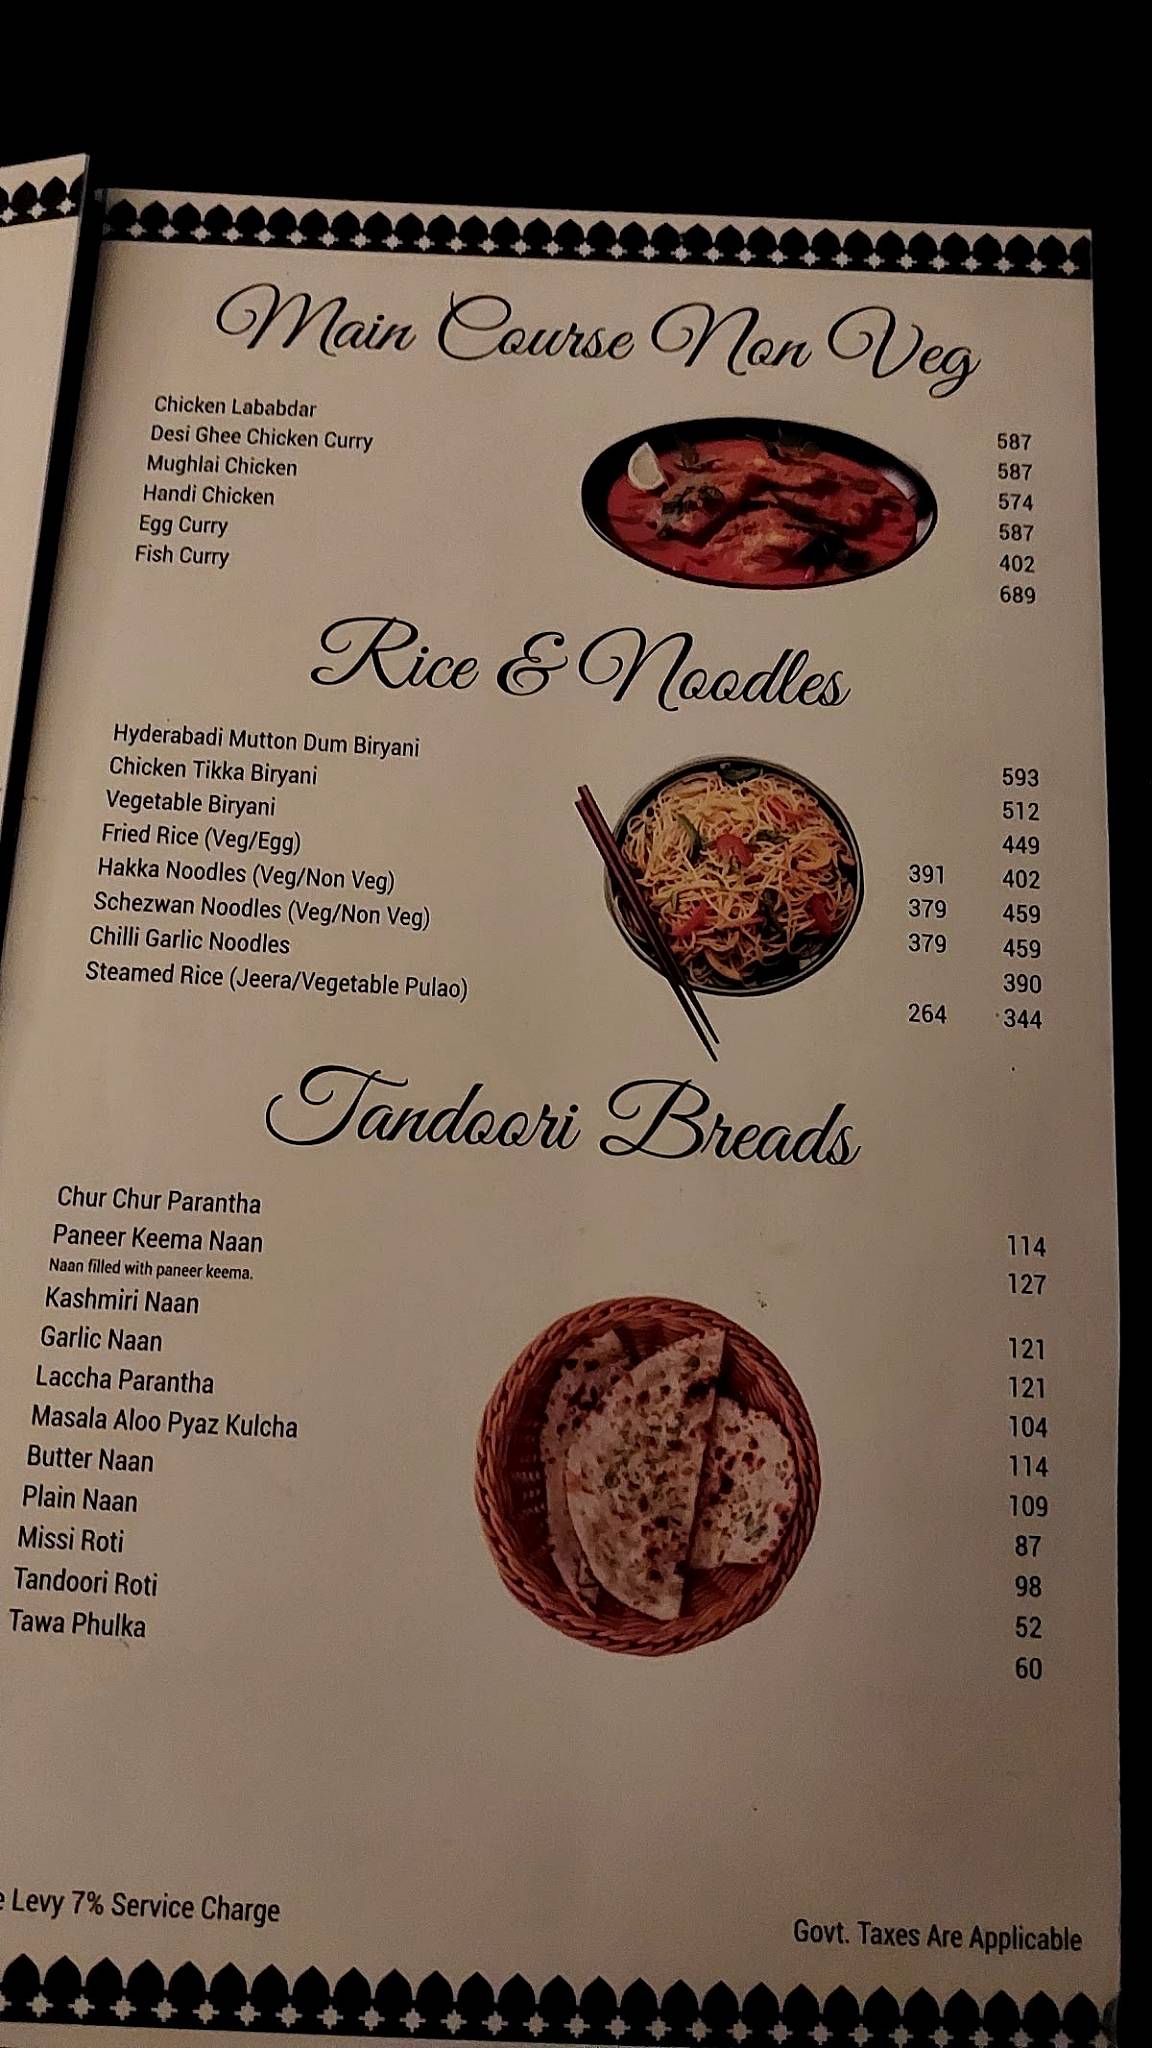 Main Course Non Veg
Chicken Lababdar 587
Desi Ghee Chicken Curry 587
Mughlai Chicken 574
Handi Chicken 587
Egg Curry 402
Fish Curry 689
Rice & Noodles
Hyderabadi Mutton Dum Biryani 593
Chicken Tikka Biryani 512
Vegetable Biryani 449
Fried Rice (Veg/Egg) 391 402
Hakka Noodles (Veg/Non Veg) 379 459
Schezwan Noodles (Veg/Non Veg) 379 459
Chilli Garlic Noodles 390
Steamed Rice (Jeera/Vegetable Pulao) 264 344
Tandoori Breads
Chur Chur Parantha 114
Paneer Keema Naan 127
Naan filled with paneer keema.
Kashmiri Naan 121
Garlic Naan 121
Laccha Parantha 104
Masala Aloo Pyaz Kulcha 114
Butter Naan 109
Plain Naan 87
Missi Roti 98
Tandoori Roti 52
Tawa Phulka 60
Levy 7% Service Charge
Govt. Taxes Are Applicable